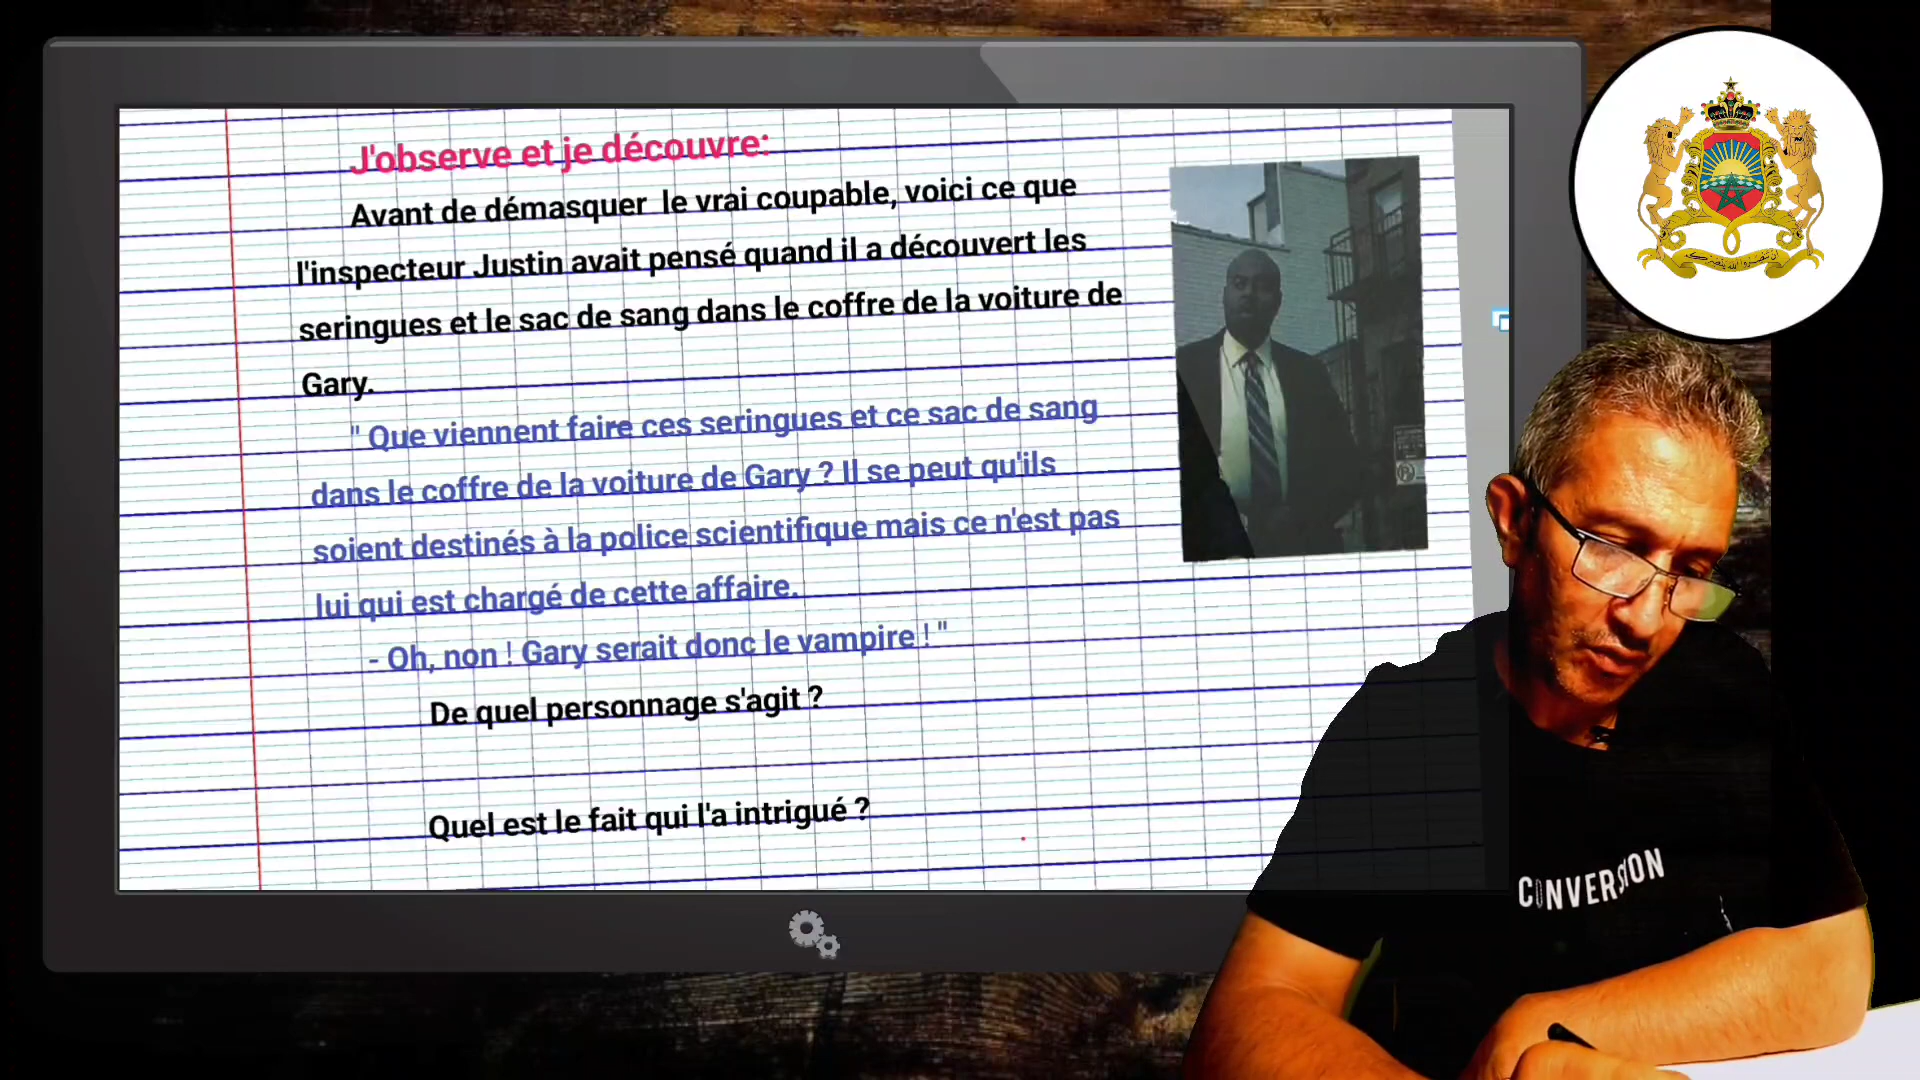 J'observe et je découvre:
Avant de démasquer le vrai coupable, voici ce que
l'inspecteur Justin avait pensé quand il a découvert les
seringues et le sac de sang dans le coffre de la voiture de
Gary.
" Que viennent faire ces seringues et ce sac de sang
dans le coffre de la voiture de Gary ? Il se peut qu'ils
soient destinés à la police scientifique mais ce n'est pas
lui qui est chargé de cette affaire.
- Oh, non ! Gary serait donc le vampire ! "
De quel personnage s'agit ?
Quel est le fait qui l'a intrigué ?